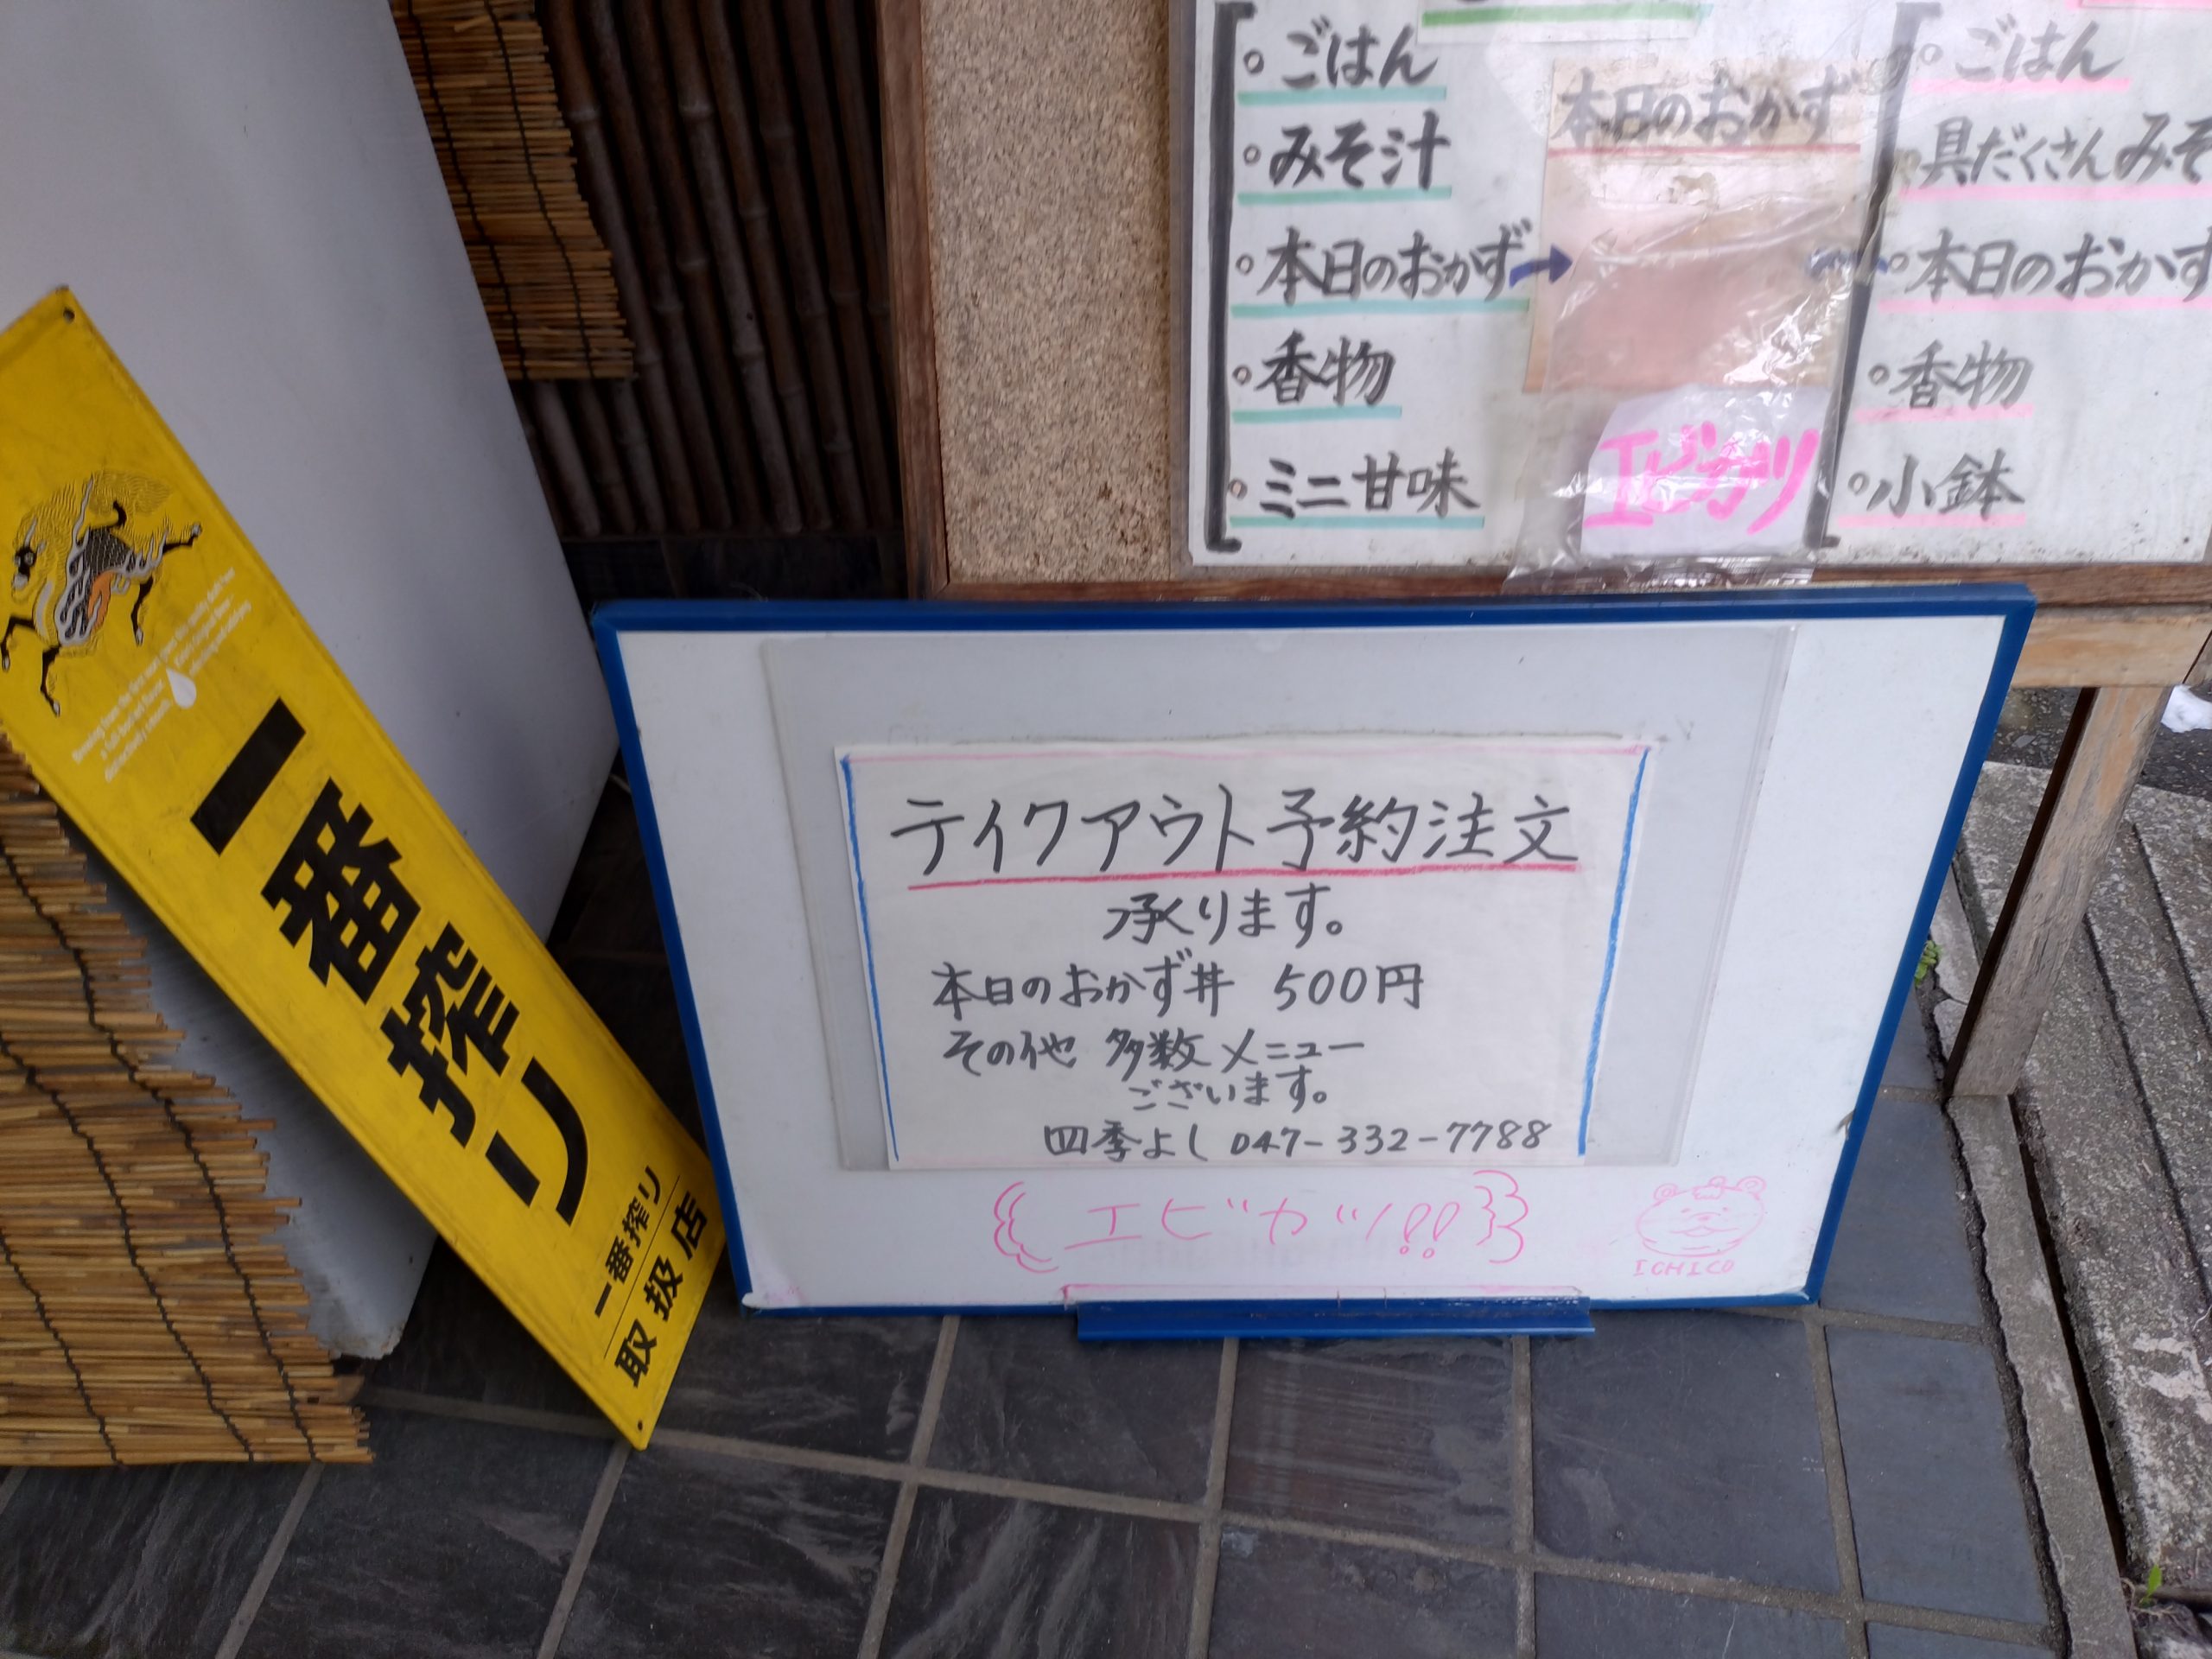 ごはん
みそ汁
本日のおかず→
香物
ミニ甘味
本日のおかず
エビカツ
ごはん
具だくさんみそ
本日のおかず
香物
小鉢
一番搾り
一番搾り
取扱店
テイクアウト予約注文
承ります。
本日のおかず丼 500円
その他 多数メニュー
ございます。
四季よし 047-332-7788
エビカツ!!
ICHICO